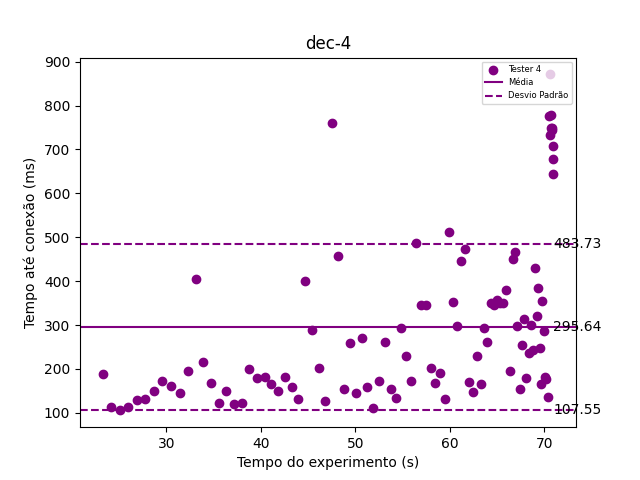 dec-4
Tempo até conexão (ms)
900
800
700
600
500
400
300
200
100
Tester 4
Média
Desvio Padrão
483.73
295.64
107.55
30
40
50
60
70
Tempo do experimento (s)